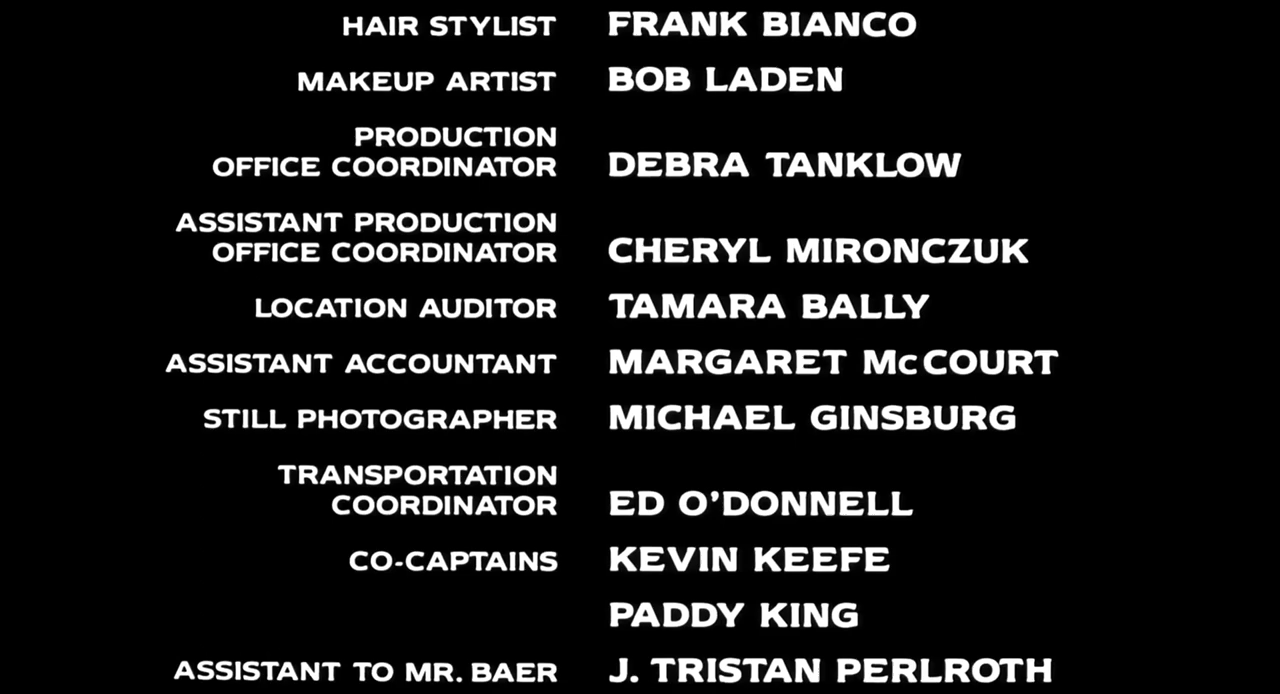 HAIR STYLIST FRANK BIANCO
MAKEUP ARTIST BOB LADEN
PRODUCTION
OFFICE COORDINATOR DEBRA TANKLOW
ASSISTANT PRODUCTION
OFFICE COORDINATOR CHERYL MIRONCZUK
LOCATION AUDITOR TAMARA BALLY
ASSISTANT ACCOUNTANT MARGARET McCOURT
STILL PHOTOGRAPHER MICHAEL GINSBURG
TRANSPORTATION
COORDINATOR ED O'DONNELL
CO-CAPTAINS KEVIN KEEFE
PADDY KING
ASSISTANT TO MR. BAER J. TRISTAN PERLROTH